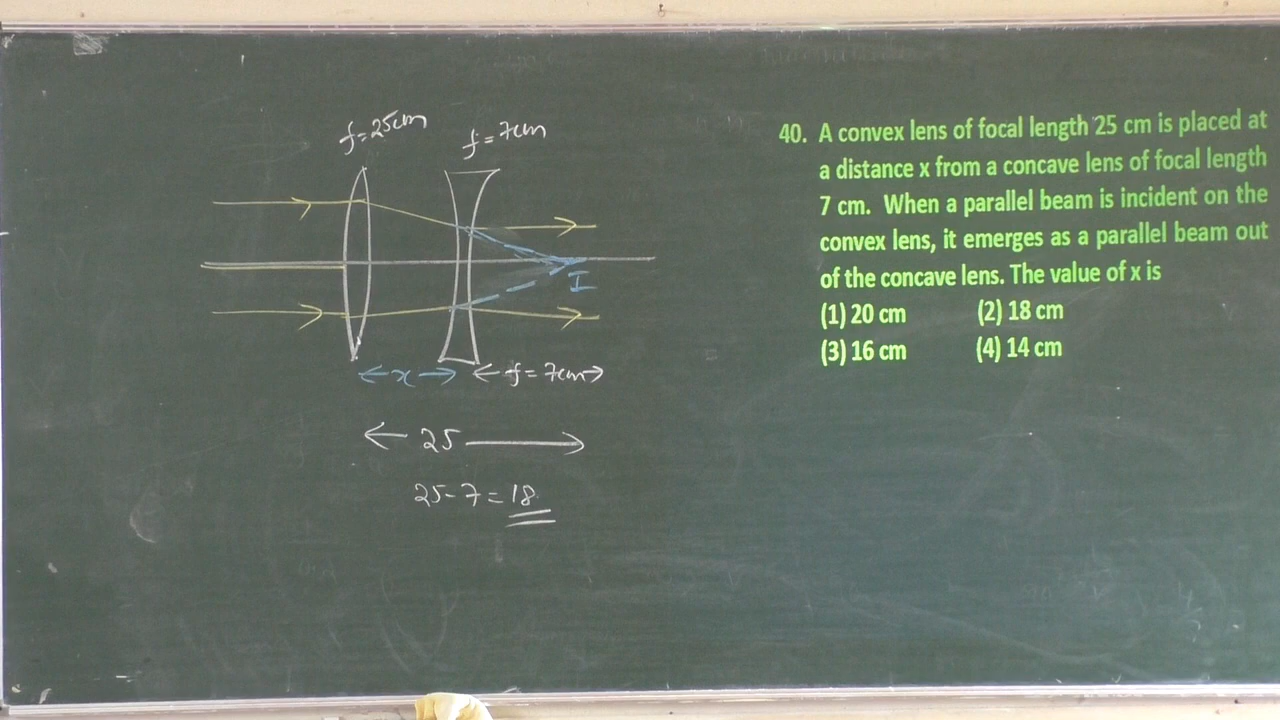 f=25cm
f=7cm
I
x
f=7cm
25
25-7=18
40. A convex lens of focal length 25 cm is placed at
a distance x from a concave lens of focal length
7 cm. When a parallel beam is incident on the
convex lens, it emerges as a parallel beam out
of the concave lens. The value of x is
(1) 20 cm (2) 18 cm
(3) 16 cm (4) 14 cm